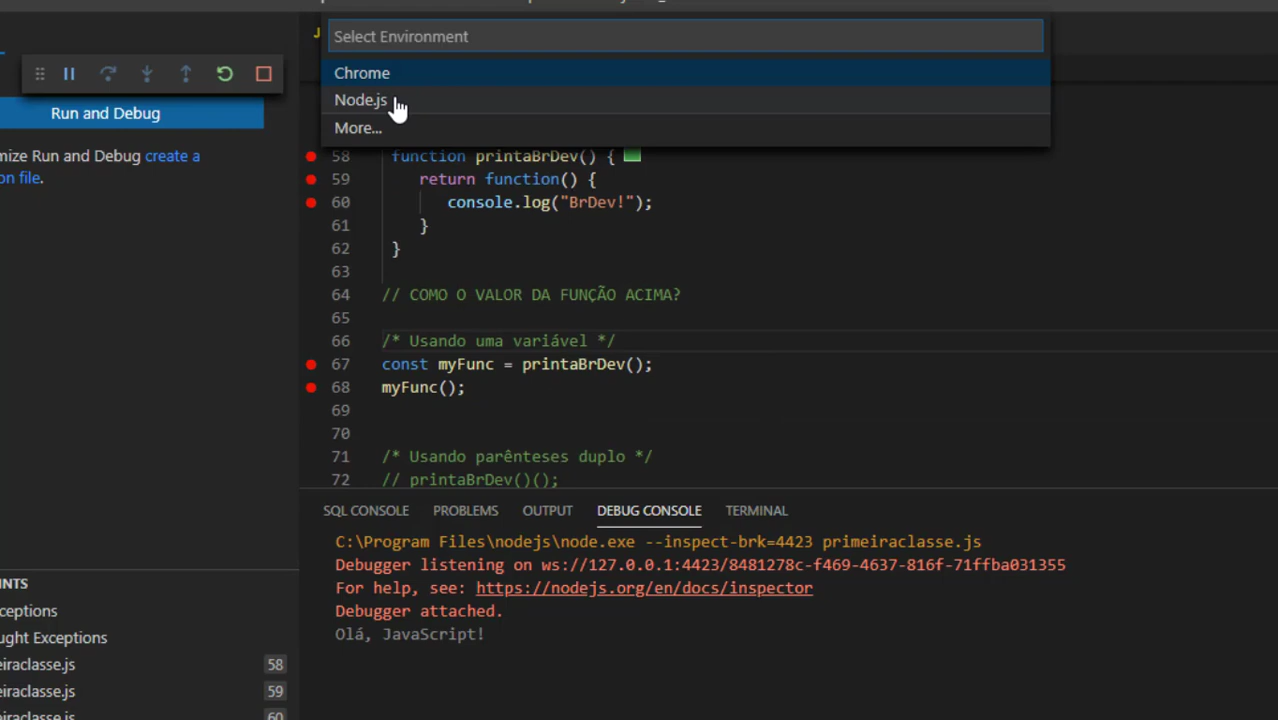 Select Environment
Chrome
Node.js
More...
Run and Debug
mize Run and Debug create a
on file.
58 function printaBrDev() {
59 return function() {
60 console.log("BrDev!");
61 }
62 }
63
64 // COMO O VALOR DA FUNÇÃO ACIMA?
65
66 /* Usando uma variável */
67 const myFunc = printaBrDev();
68 myFunc();
69
70
71 /* Usando parênteses duplo */
72 // printaBrDev()();
SQL CONSOLE PROBLEMS OUTPUT DEBUG CONSOLE TERMINAL
C:\Program Files\nodejs\node.exe --inspect-brk=4423 primeiraclasse.js
Debugger listening on ws://127.0.0.1:4423/8481278c-f469-4637-816f-71ffba031355
For help, see: https://nodejs.org/en/docs/inspector
Debugger attached.
Olá, JavaScript!
INTS
ceptions
ught Exceptions
eiraclasse.js 58
eiraclasse.js 59
eiraclasse.js 60